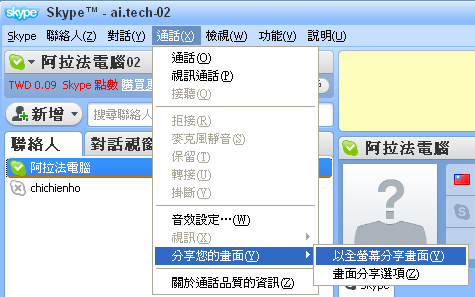 Skype™ - ai.tech-02
Skype 聯絡人(Z) 對話(Y) 通話(X) 檢視(W) 功能(V) 說明(U)
阿拉法電腦02
TWD 0.09 Skype 點數
新增
搜尋聯絡人
聯絡人
對話視窗
阿拉法電腦
chichienho
通話(O)
視訊通話(P)
接聽(Q)
拒接(R)
麥克風靜音(S)
保留(T)
轉接(U)
掛斷(V)
音效設定…(W)
視訊(X)
分享您的畫面(Y)
關於通話品質的資訊(Z)
以全螢幕分享畫面(Y)
畫面分享選項(Z)
阿拉法電腦
Skype